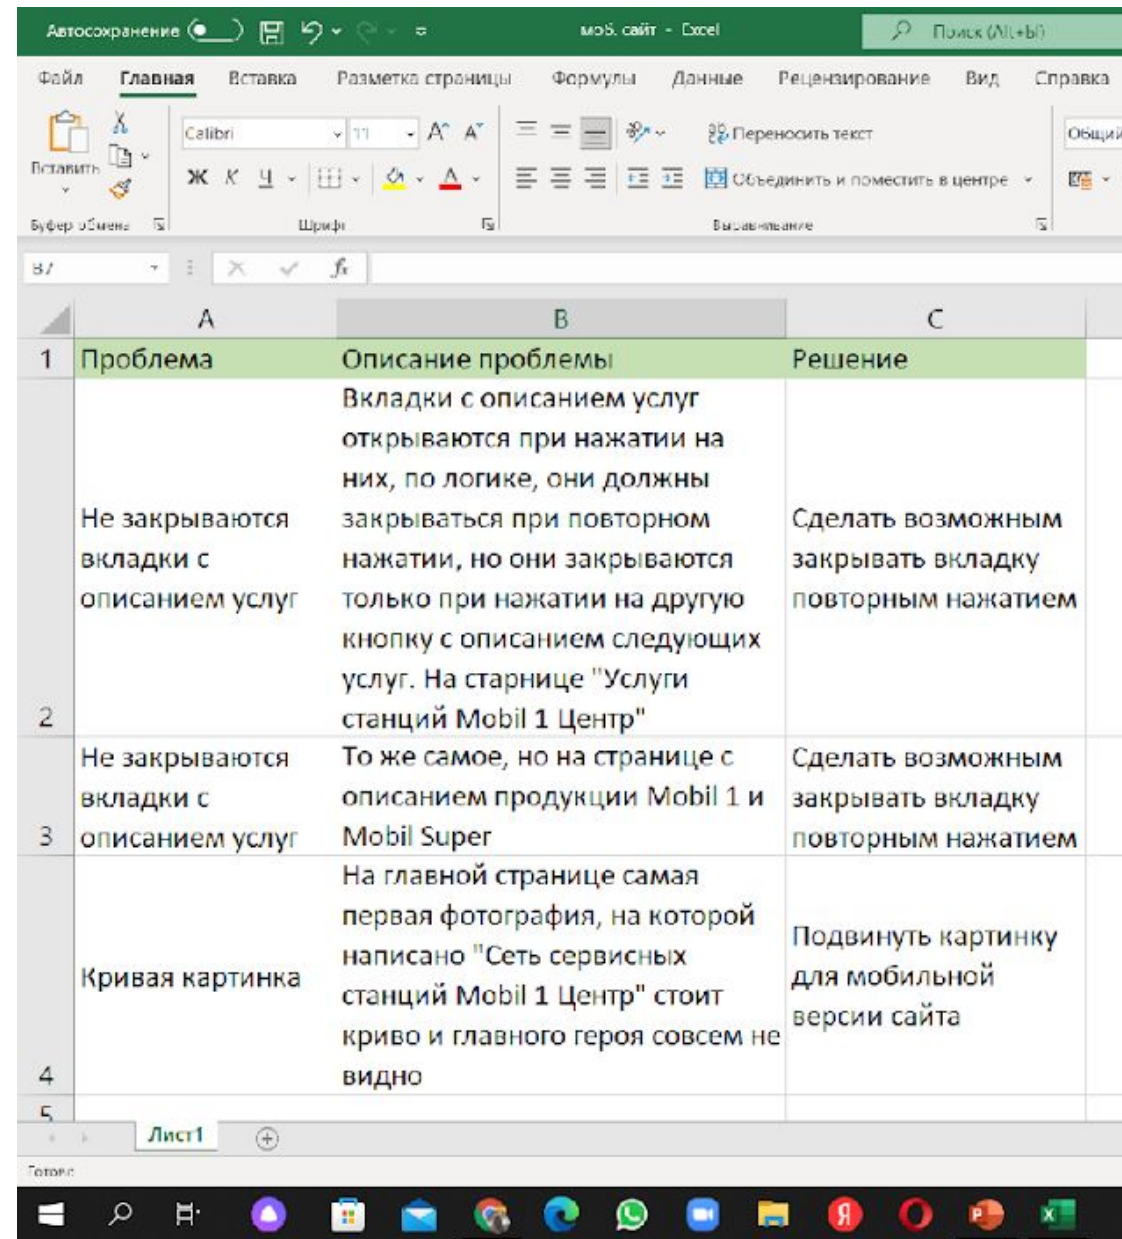 Автосохранение
моб. сайт - Excel
Поиск (Alt+Ы)
Файл Главная Вставка Разметка страницы Формулы Данные Рецензирование Вид Справка
Calibri 11
Переносить текст
Общий
Вставить
Ж К Ч
Объединить и поместить в центре
Буфер обмена
Шрифт
Выравнивание
B7
fx
A B C
1 Проблема Описание проблемы Решение
Вкладки с описанием услуг
открываются при нажатии на
них, по логике, они должны
закрываться при повторном
нажатии, но они закрываются
только при нажатии на другую
кнопку с описанием следующих
услуг. На старнице "Услуги
станций Mobil 1 Центр"
Не закрываются
вкладки с
описанием услуг
Сделать возможным
закрывать вкладку
повторным нажатием
2
Не закрываются
вкладки с
описанием услуг
То же самое, но на странице с
описанием продукции Mobil 1 и
Mobil Super
Сделать возможным
закрывать вкладку
повторным нажатием
3
Кривая картинка
На главной странице самая
первая фотография, на которой
написано "Сеть сервисных
станций Mobil 1 Центр" стоит
криво и главного героя совсем не
видно
Подвинуть картинку
для мобильной
версии сайта
4
5
Лист1
Готово